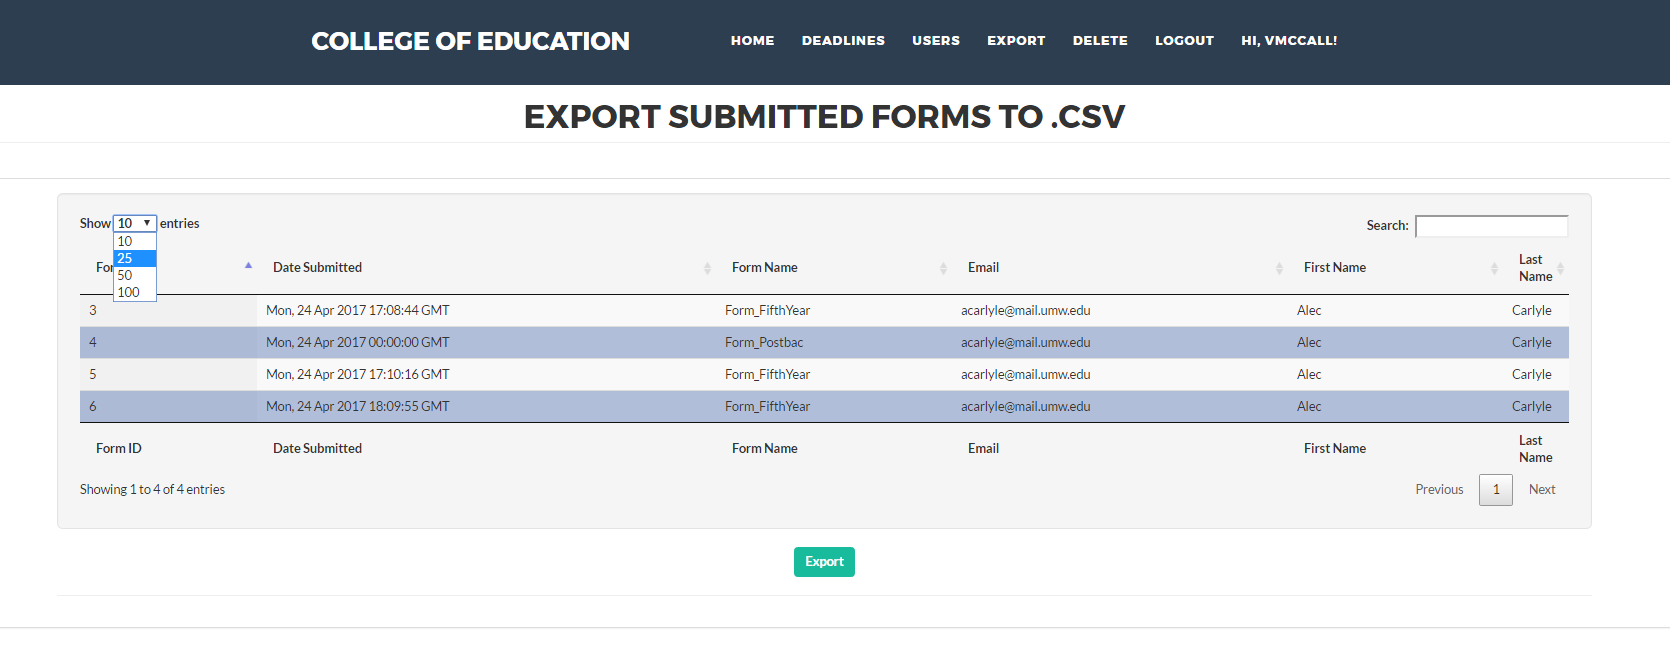 COLLEGE OF EDUCATION HOME DEADLINES USERS EXPORT DELETE LOGOUT HI, VMCCALL!
EXPORT SUBMITTED FORMS TO .CSV
Show 10 entries Search:
10
25
50
100
For Date Submitted Form Name Email First Name Last Name
3 Mon, 24 Apr 2017 17:08:44 GMT Form_FifthYear acarlyle@mail.umw.edu Alec Carlyle
4 Mon, 24 Apr 2017 00:00:00 GMT Form_Postbac acarlyle@mail.umw.edu Alec Carlyle
5 Mon, 24 Apr 2017 17:10:16 GMT Form_FifthYear acarlyle@mail.umw.edu Alec Carlyle
6 Mon, 24 Apr 2017 18:09:55 GMT Form_FifthYear acarlyle@mail.umw.edu Alec Carlyle
Form ID Date Submitted Form Name Email First Name Last Name
Showing 1 to 4 of 4 entries Previous 1 Next
Export